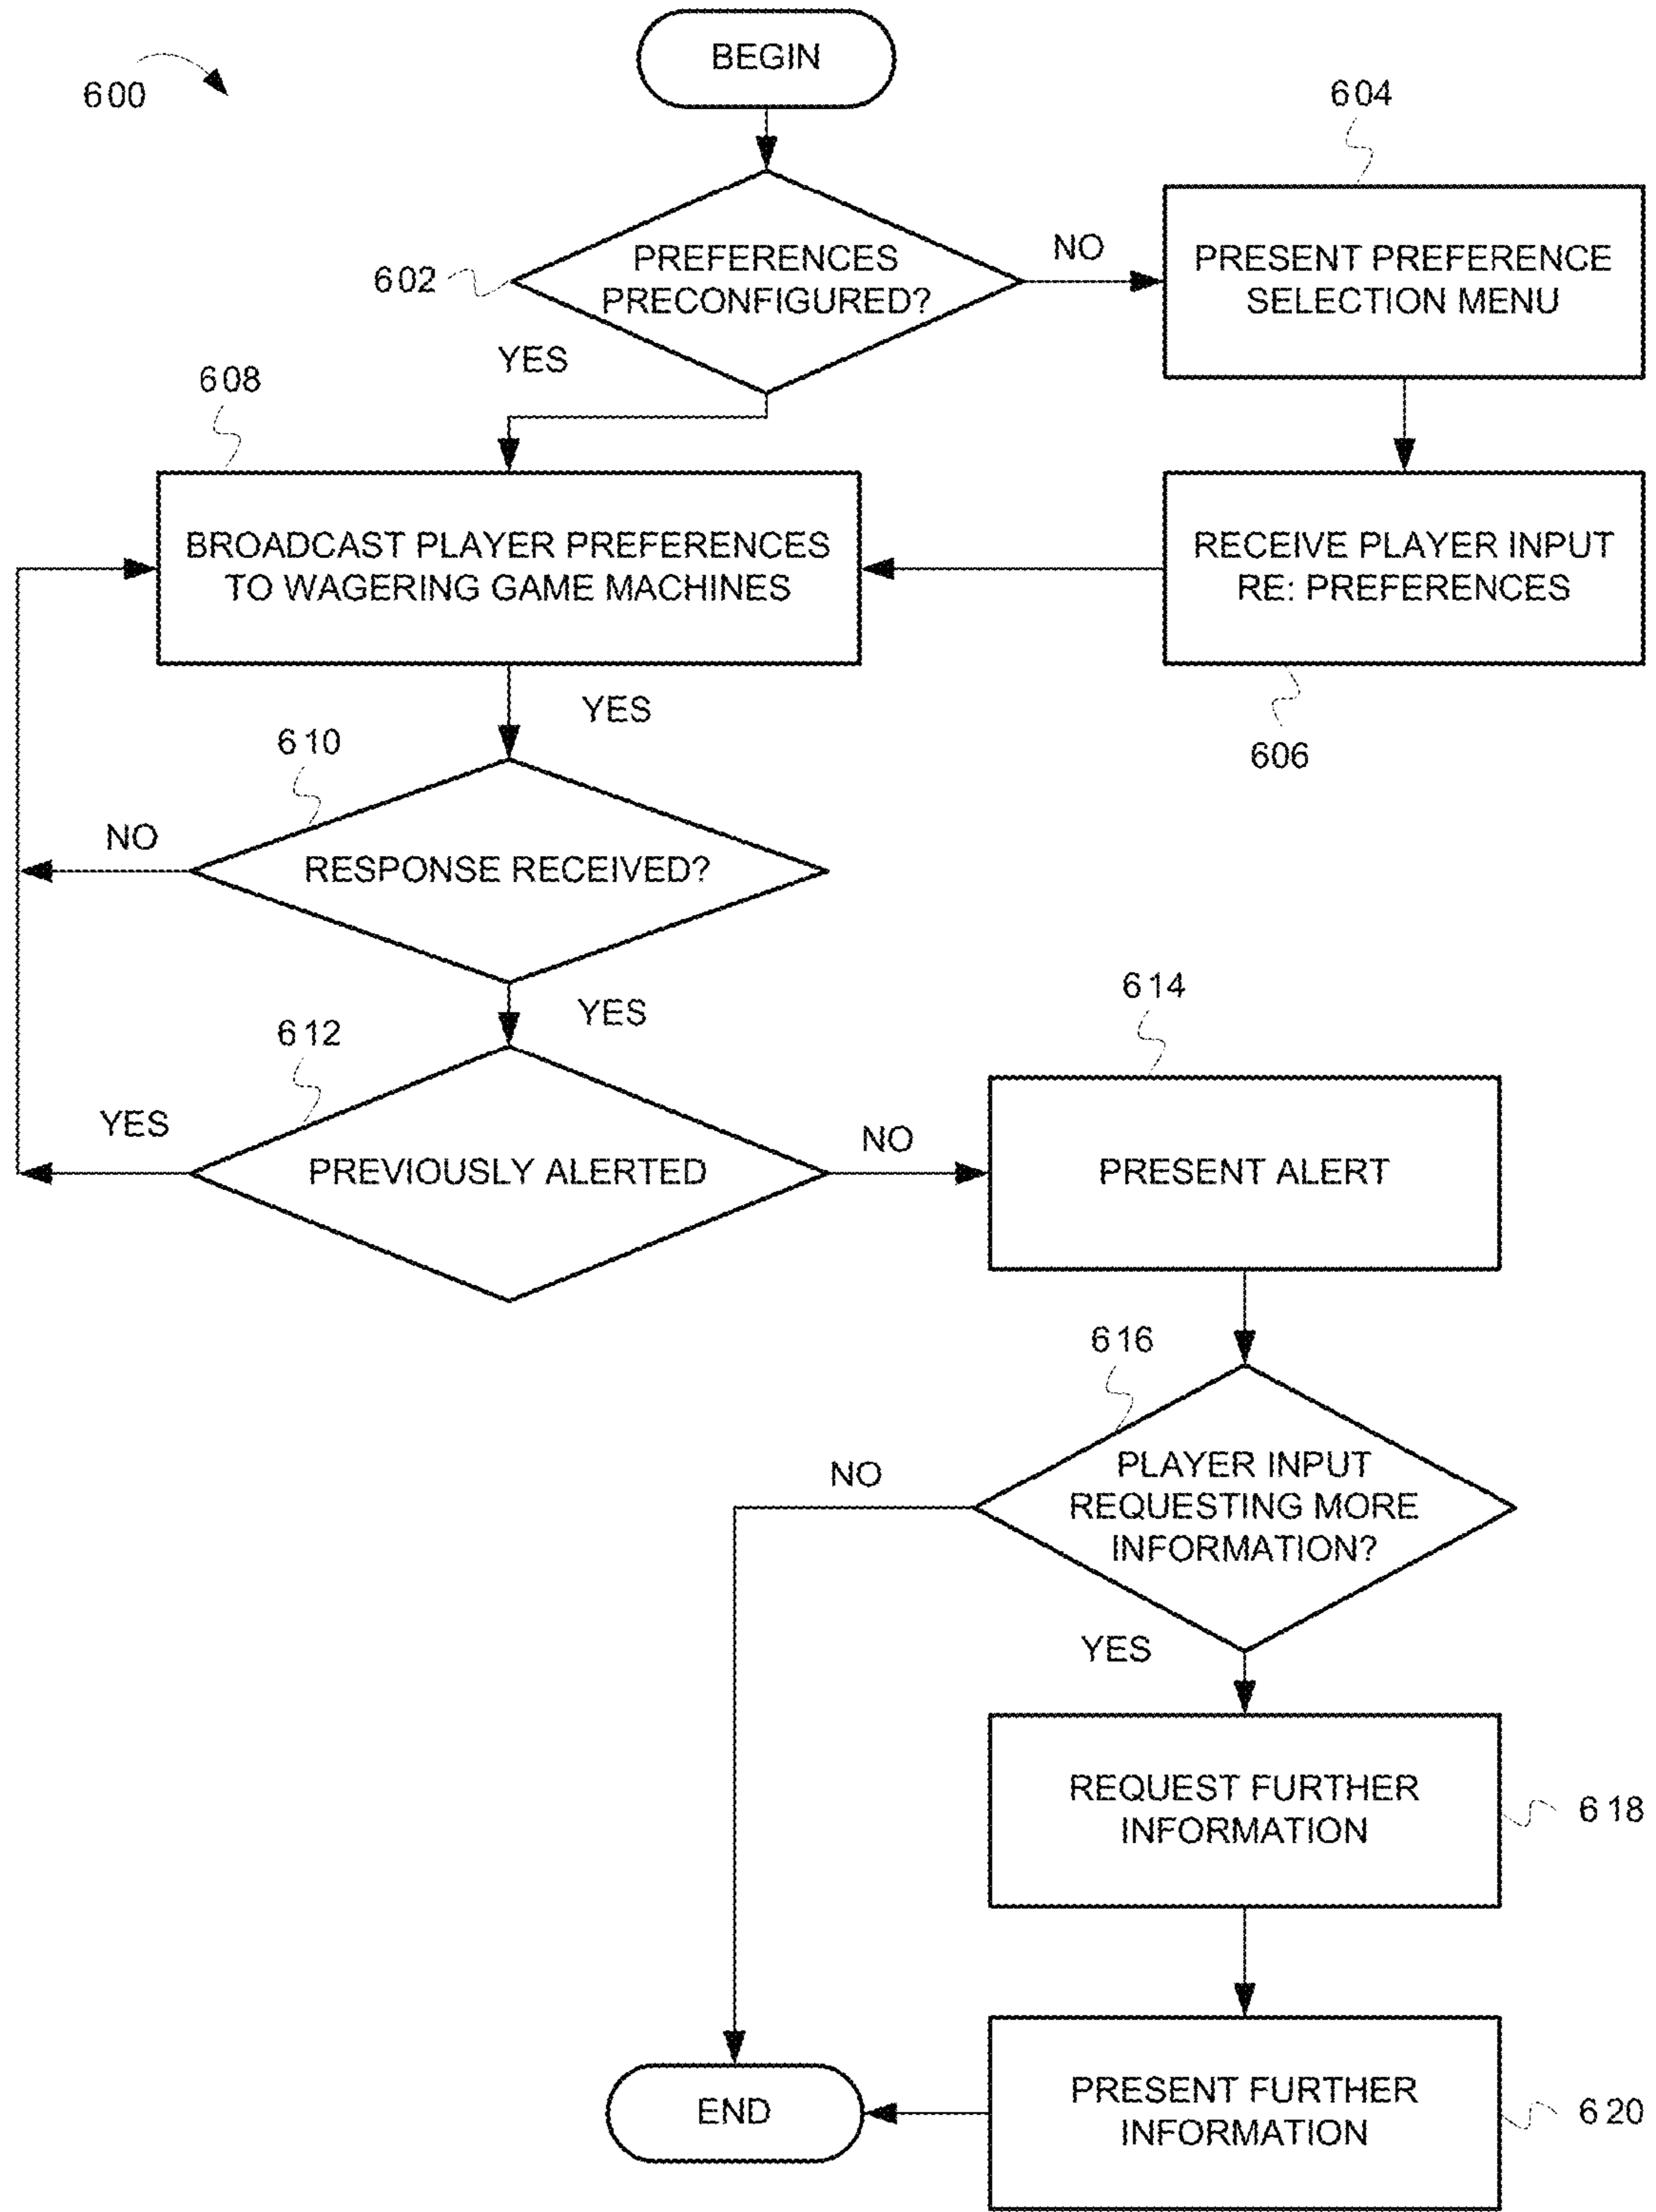 BEGIN
600
604
PREFERENCES
PRECONFIGURED?
602
NO
PRESENT PREFERENCE
SELECTION MENU
YES
608
BROADCAST PLAYER PREFERENCES
TO WAGERING GAME MACHINES
RECEIVE PLAYER INPUT
RE: PREFERENCES
606
YES
610
RESPONSE RECEIVED?
NO
YES
612
PREVIOUSLY ALERTED
YES
NO
614
PRESENT ALERT
616
PLAYER INPUT
REQUESTING MORE
INFORMATION?
NO
YES
REQUEST FURTHER
INFORMATION
618
PRESENT FURTHER
INFORMATION
620
END